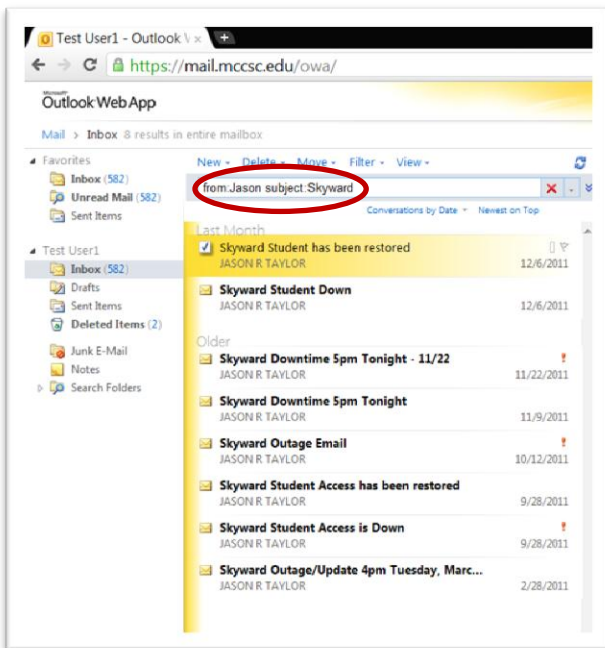 Test User1 - Outlook V
https://mail.mccsc.edu/owa/
Microsoft
Outlook Web App
Mail > Inbox 8 results in entire mailbox
Favorites
Inbox (582)
Unread Mail (582)
Sent Items
Test User1
Inbox (582)
Drafts
Sent Items
Deleted Items (2)
Junk E-Mail
Notes
Search Folders
New Delete Move Filter View
from:Jason subject:Skyward
Conversations by Date Newest on Top
Last Month
Skyward Student has been restored
JASON R TAYLOR 12/6/2011
Skyward Student Down
JASON R TAYLOR 12/6/2011
Older
Skyward Downtime 5pm Tonight - 11/22
JASON R TAYLOR 11/22/2011
Skyward Downtime 5pm Tonight
JASON R TAYLOR 11/9/2011
Skyward Outage Email
JASON R TAYLOR 10/12/2011
Skyward Student Access has been restored
JASON R TAYLOR 9/28/2011
Skyward Student Access is Down
JASON R TAYLOR 9/28/2011
Skyward Outage/Update 4pm Tuesday, Marc...
JASON R TAYLOR 2/28/2011